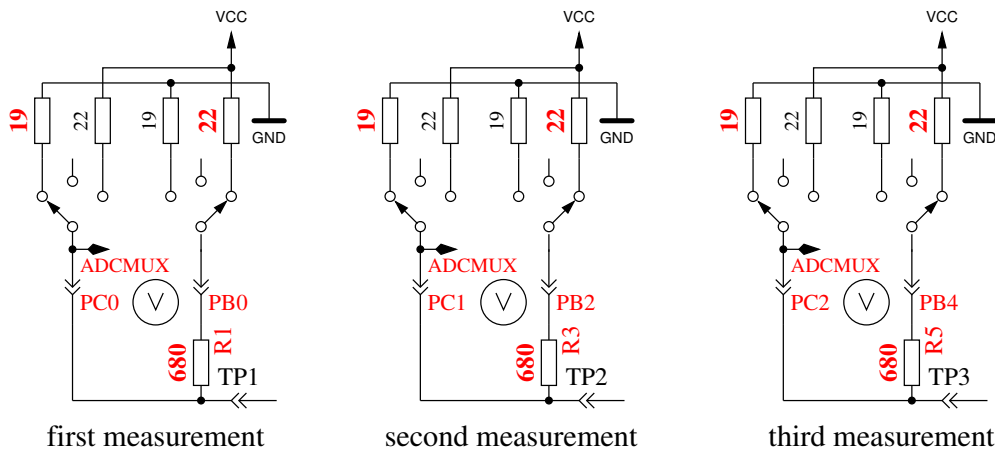 VCC
19
22
19
22
GND
ADCMUX
PC0
V
PB0
R1
680
TP1
first measurement
VCC
19
22
19
22
GND
ADCMUX
PC1
V
PB2
R3
680
TP2
second measurement
VCC
19
22
19
22
GND
ADCMUX
PC2
V
PB4
R5
680
TP3
third measurement